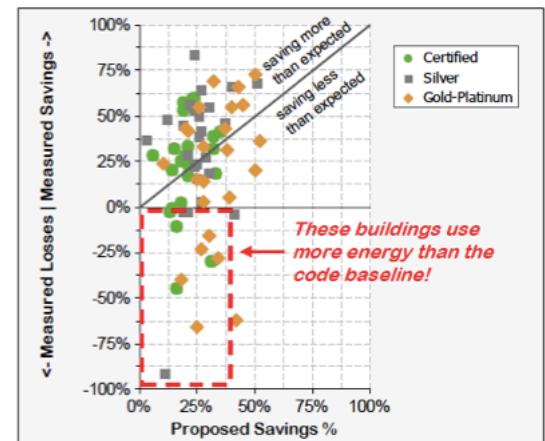 100%
75%
50%
25%
0%
-25%
-50%
-75%
-100%
<- Measured Losses | Measured Savings ->
saving more
than expected
saving less
than expected
Certified
Silver
Gold-Platinum
These buildings use
more energy than the
code baseline!
0%
25%
50%
75%
100%
Proposed Savings %